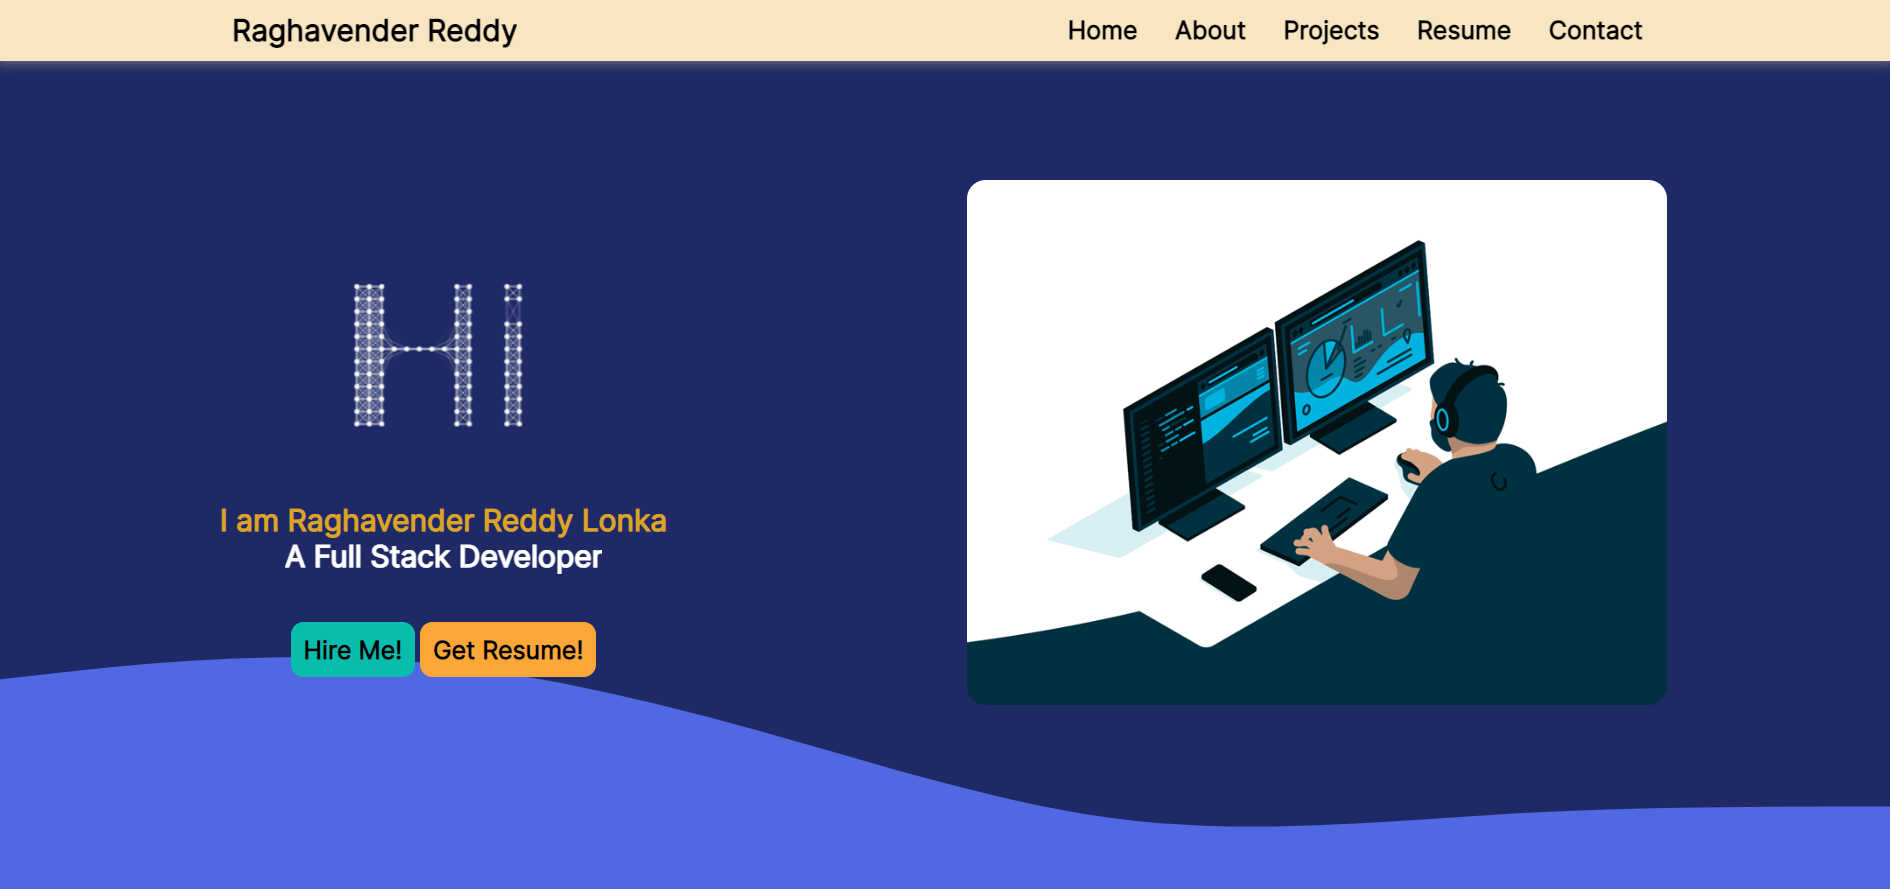 Raghavender Reddy
Home About Projects Resume Contact
HI
I am Raghavender Reddy Lonka
A Full Stack Developer
Hire Me! Get Resume!